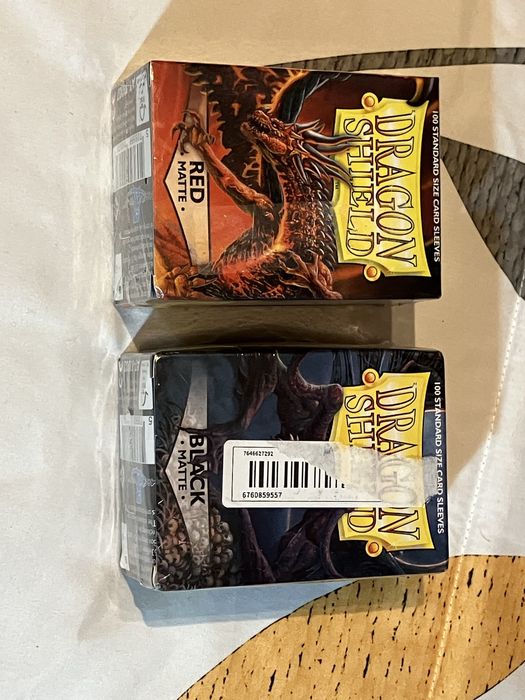 100 STANDARD SIZE CARD SLEEVES
DRAGON
SHIELD
RED
• MATTE •
100 STANDARD SIZE CARD SLEEVES
DRAGON
SHIELD
BLACK
• MATTE •
7646627292
6760859557